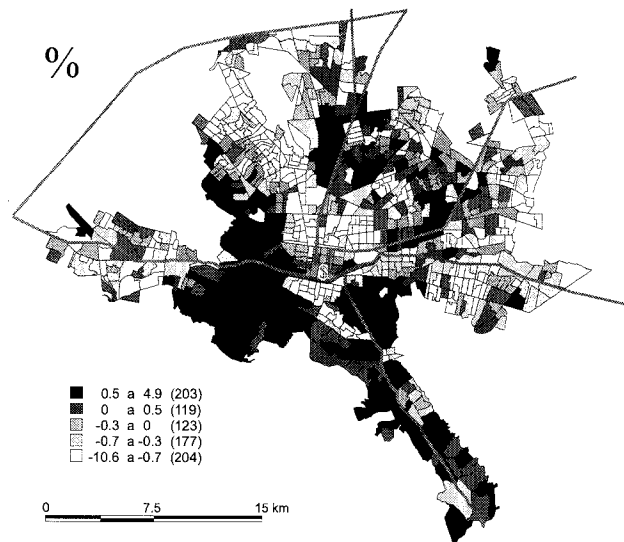 %
0.5 a 4.9 (203)
0 a 0.5 (119)
-0.3 a 0 (123)
-0.7 a -0.3 (177)
-10.6 a -0.7 (204)
0 7.5 15 km